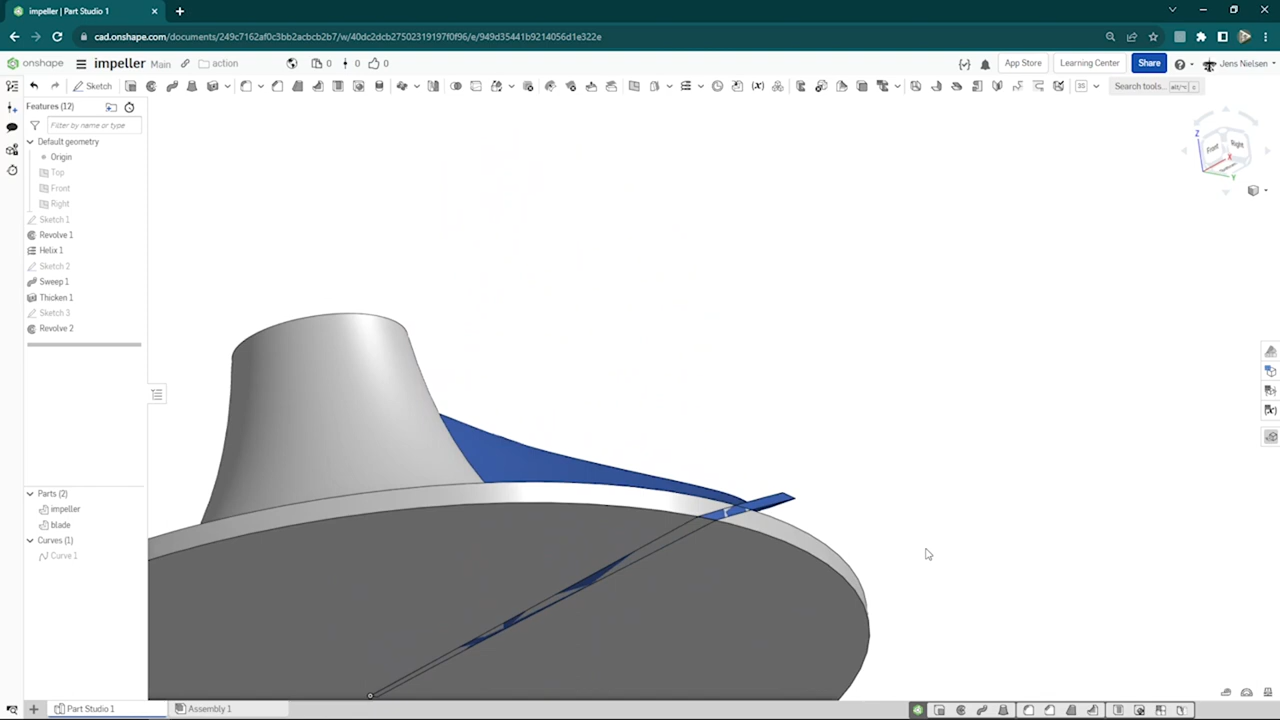 impeller | Part Studio 1
cad.onshape.com/documents/249c7162af0c3bb2acbcb2b7/w/40dc2dcb27502319197f0f96/e/949d35441b9214056d1e322e
onshape
impeller Main action 0 0 0
App Store Learning Center Share Jens Nielsen
Sketch
Search tools... alt/⌥ c
Features (12)
Filter by name or type
Default geometry
Origin
Top
Front
Right
Sketch 1
Revolve 1
Helix 1
Sketch 2
Sweep 1
Thicken 1
Sketch 3
Revolve 2
Parts (2)
impeller
blade
Curves (1)
Curve 1
Z
Front Right
X
Y
Part Studio 1 Assembly 1